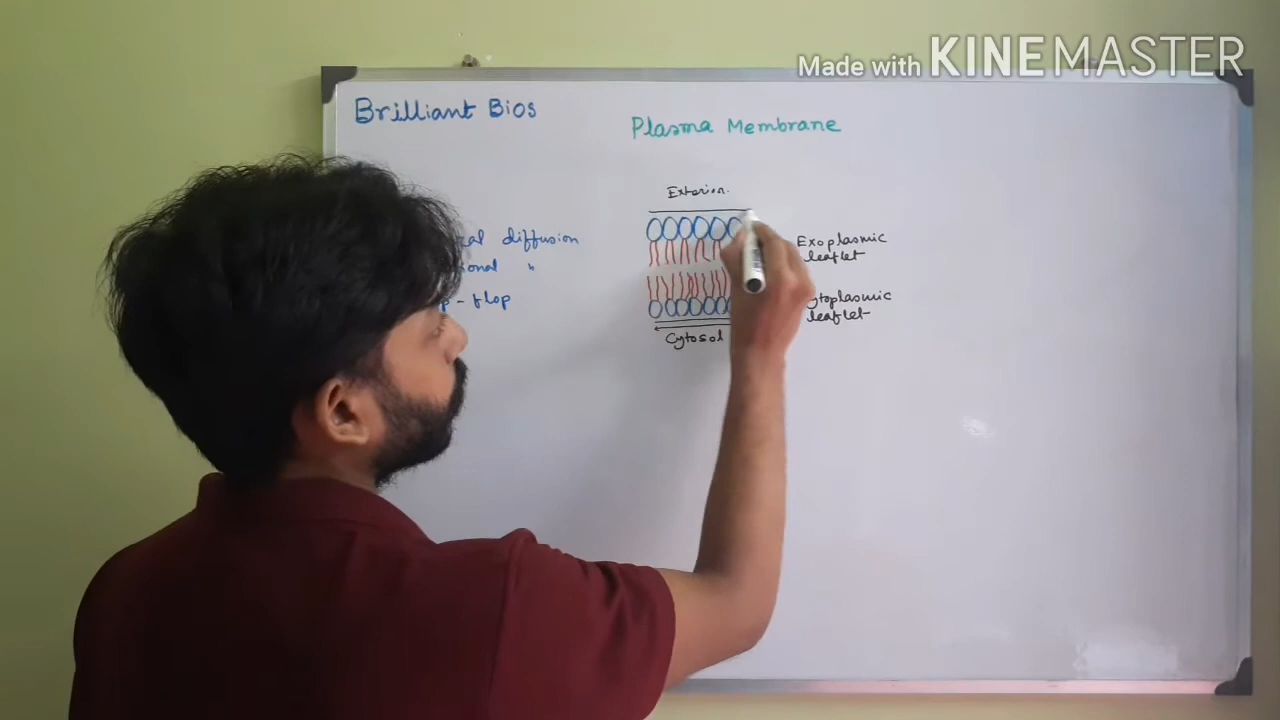 Made with KINEMASTER
Brilliant Bios
Plasma Membrane
Exterior.
diffusion
Exoplasmic
leaflet
"
- flop
leaflet
Cytosol